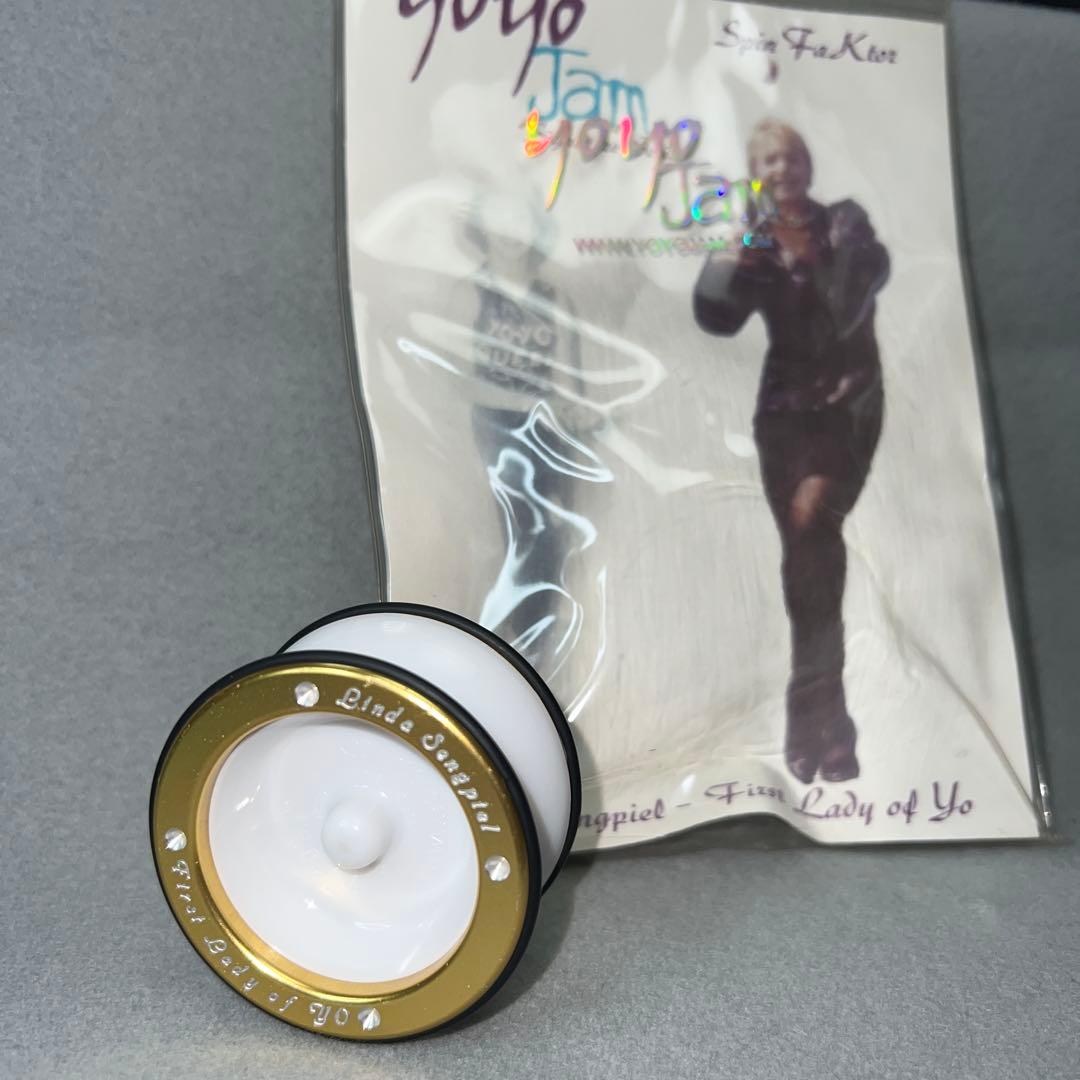 yoyo
Spin FaKtor
Jam
yoyo
Jam
ngpiel - First Lady of Yo
Linda Sengpiel
First Lady of YO